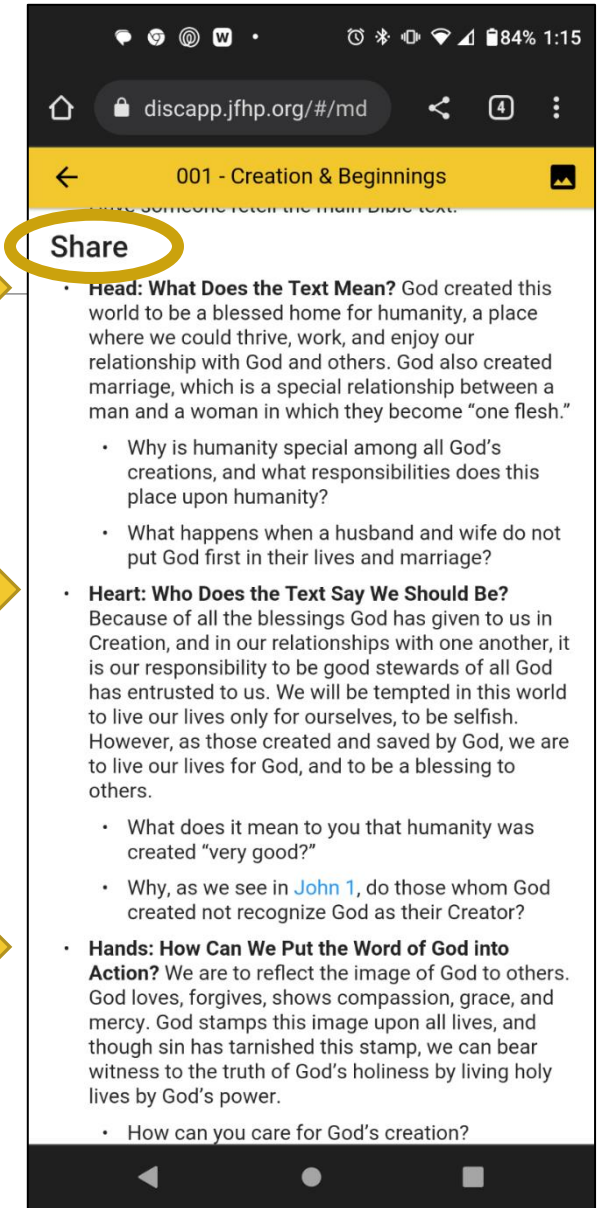 84% 1:15
discapp.jfhp.org/#/md
4
001 - Creation & Beginnings
someone retell the main Bible text.
Share
• Head: What Does the Text Mean? God created this
world to be a blessed home for humanity, a place
where we could thrive, work, and enjoy our
relationship with God and others. God also created
marriage, which is a special relationship between a
man and a woman in which they become “one flesh.”
• Why is humanity special among all God’s
creations, and what responsibilities does this
place upon humanity?
• What happens when a husband and wife do not
put God first in their lives and marriage?
• Heart: Who Does the Text Say We Should Be?
Because of all the blessings God has given to us in
Creation, and in our relationships with one another, it
is our responsibility to be good stewards of all God
has entrusted to us. We will be tempted in this world
to live our lives only for ourselves, to be selfish.
However, as those created and saved by God, we are
to live our lives for God, and to be a blessing to
others.
• What does it mean to you that humanity was
created “very good?”
• Why, as we see in John 1, do those whom God
created not recognize God as their Creator?
• Hands: How Can We Put the Word of God into
Action? We are to reflect the image of God to others.
God loves, forgives, shows compassion, grace, and
mercy. God stamps this image upon all lives, and
though sin has tarnished this stamp, we can bear
witness to the truth of God’s holiness by living holy
lives by God’s power.
• How can you care for God’s creation?